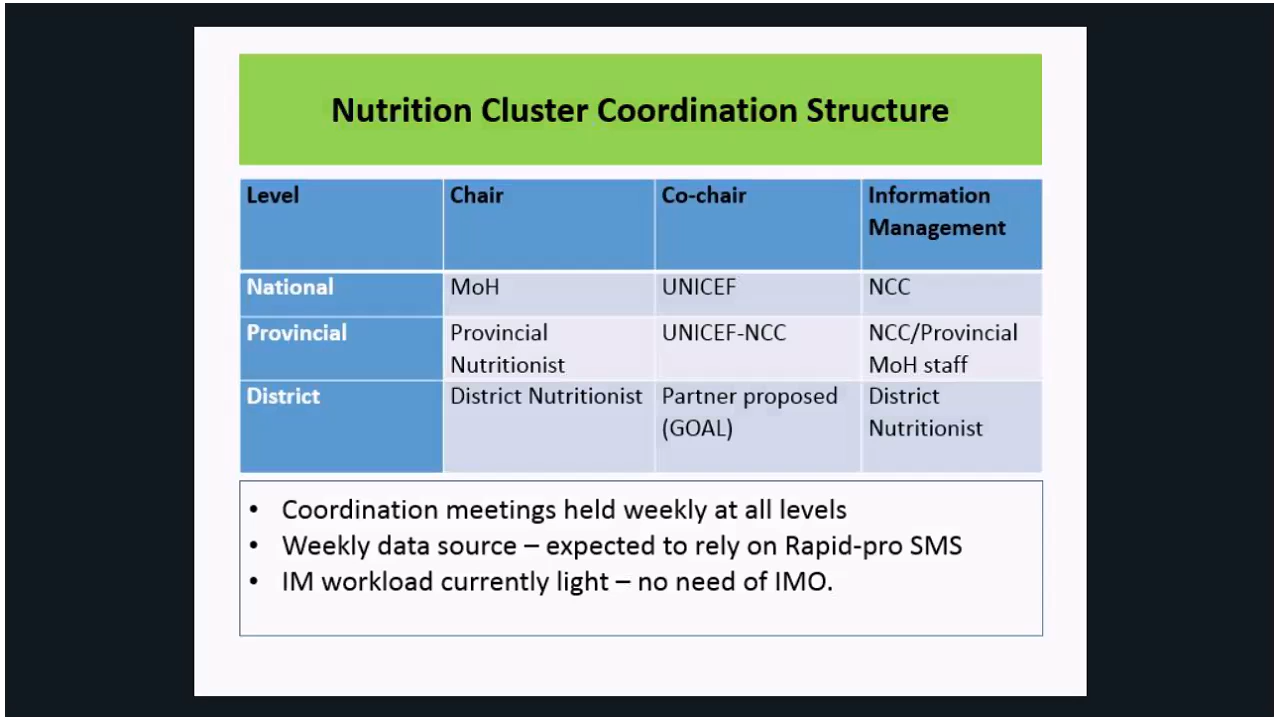 Nutrition Cluster Coordination Structure
Level Chair Co-chair Information
Management
National MoH UNICEF NCC
Provincial Provincial UNICEF-NCC NCC/Provincial
Nutritionist MoH staff
District District Nutritionist Partner proposed District
(GOAL) Nutritionist
• Coordination meetings held weekly at all levels
• Weekly data source – expected to rely on Rapid-pro SMS
• IM workload currently light – no need of IMO.